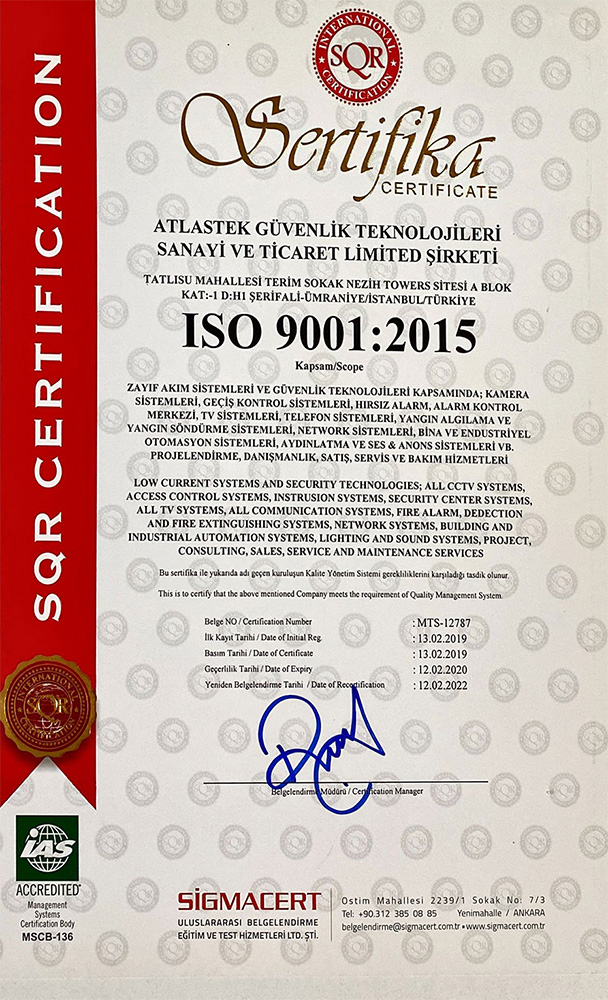 SQR CERTIFICATION
INTERNATIONAL
SQR
CERTIFICATION
Sertifika
CERTIFICATE
ATLASTEK GÜVENLİK TEKNOLOJİLERİ
SANAYİ VE TİCARET LİMİTED ŞİRKETİ
TATLISU MAHALLESİ TERİM SOKAK NEZİH TOWERS SİTESİ A BLOK
KAT:-1 D:H1 ŞERİFALİ-ÜMRANİYE/İSTANBUL/TÜRKİYE
ISO 9001:2015
Kapsam/Scope
ZAYIF AKIM SİSTEMLERİ VE GÜVENLİK TEKNOLOJİLERİ KAPSAMINDA; KAMERA
SİSTEMLERİ, GEÇİŞ KONTROL SİSTEMLERİ, HIRSIZ ALARM, ALARM KONTROL
MERKEZİ, TV SİSTEMLERİ, TELEFON SİSTEMLERİ, YANGIN ALGILAMA VE
YANGIN SÖNDÜRME SİSTEMLERİ, NETWORK SİSTEMLERİ, BİNA VE ENDUSTRİYEL
OTOMASYON SİSTEMLERİ, AYDINLATMA VE SES & ANONS SİSTEMLERİ VB.
PROJELENDİRME, DANIŞMANLIK, SATIŞ, SERVİS VE BAKIM HİZMETLERİ
LOW CURRENT SYSTEMS AND SECURITY TECHNOLOGIES; ALL CCTV SYSTEMS,
ACCESS CONTROL SYSTEMS, INSTRUSION SYSTEMS, SECURITY CENTER SYSTEMS,
ALL TV SYSTEMS, ALL COMMUNICATION SYSTEMS, FIRE ALARM, DEDECTION
AND FIRE EXTINGUISHING SYSTEMS, NETWORK SYSTEMS, BUILDING AND
INDUSTRIAL AUTOMATION SYSTEMS, LIGHTING AND SOUND SYSTEMS, PROJECT,
CONSULTING, SALES, SERVICE AND MAINTENANCE SERVICES
Bu sertifika ile yukarıda adı geçen kuruluşun Kalite Yönetim Sistemi gerekliliklerini karşıladığı tasdik olunur.
This is to certify that the above mentioned Company meets the requirement of Quality Management System.
Belge NO / Certification Number : MTS-12787
İlk Kayıt Tarihi / Date of Initial Reg. : 13.02.2019
Basım Tarihi / Date of Certificate : 13.02.2019
Geçerlilik Tarihi / Date of Expiry : 12.02.2020
Yeniden Belgelendirme Tarihi / Date of Recertification : 12.02.2022
Belgelendirme Müdürü / Certification Manager
INTERNATIONAL
SQR
CERTIFICATION
IAS
ACCREDITED
Management
Systems
Certification Body
MSCB-136
SİGMACERT
ULUSLARARASI BELGELENDİRME
EĞİTİM VE TEST HİZMETLERİ LTD. ŞTİ.
Ostim Mahallesi 2239/1 Sokak No: 7/3
Tel: +90.312 385 08 85 Yenimahalle / ANKARA
belgelendirme@sigmacert.com.tr • www.sigmacert.com.tr